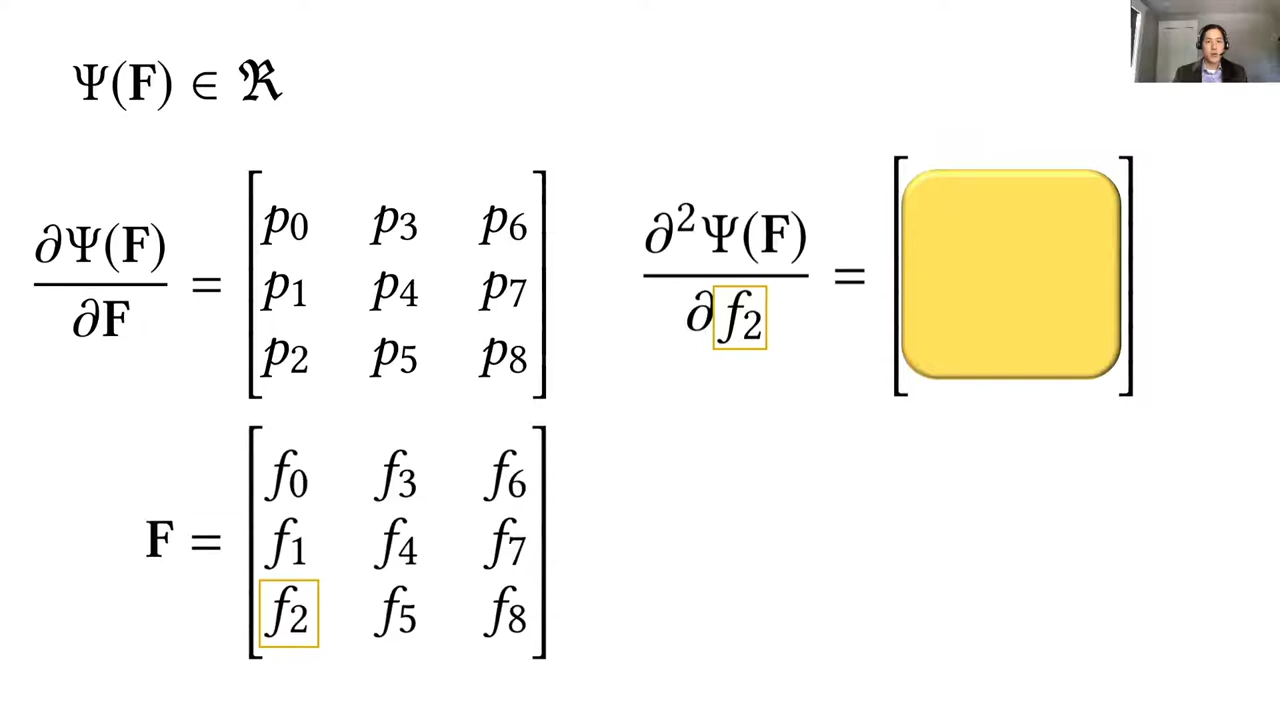 Ψ(F) ∈ ℜ
∂Ψ(F)/∂F = [p₀ p₃ p₆
p₁ p₄ p₇
p₂ p₅ p₈]
∂²Ψ(F)/∂f₂ = [ ]
F = [f₀ f₃ f₆
f₁ f₄ f₇
f₂ f₅ f₈]